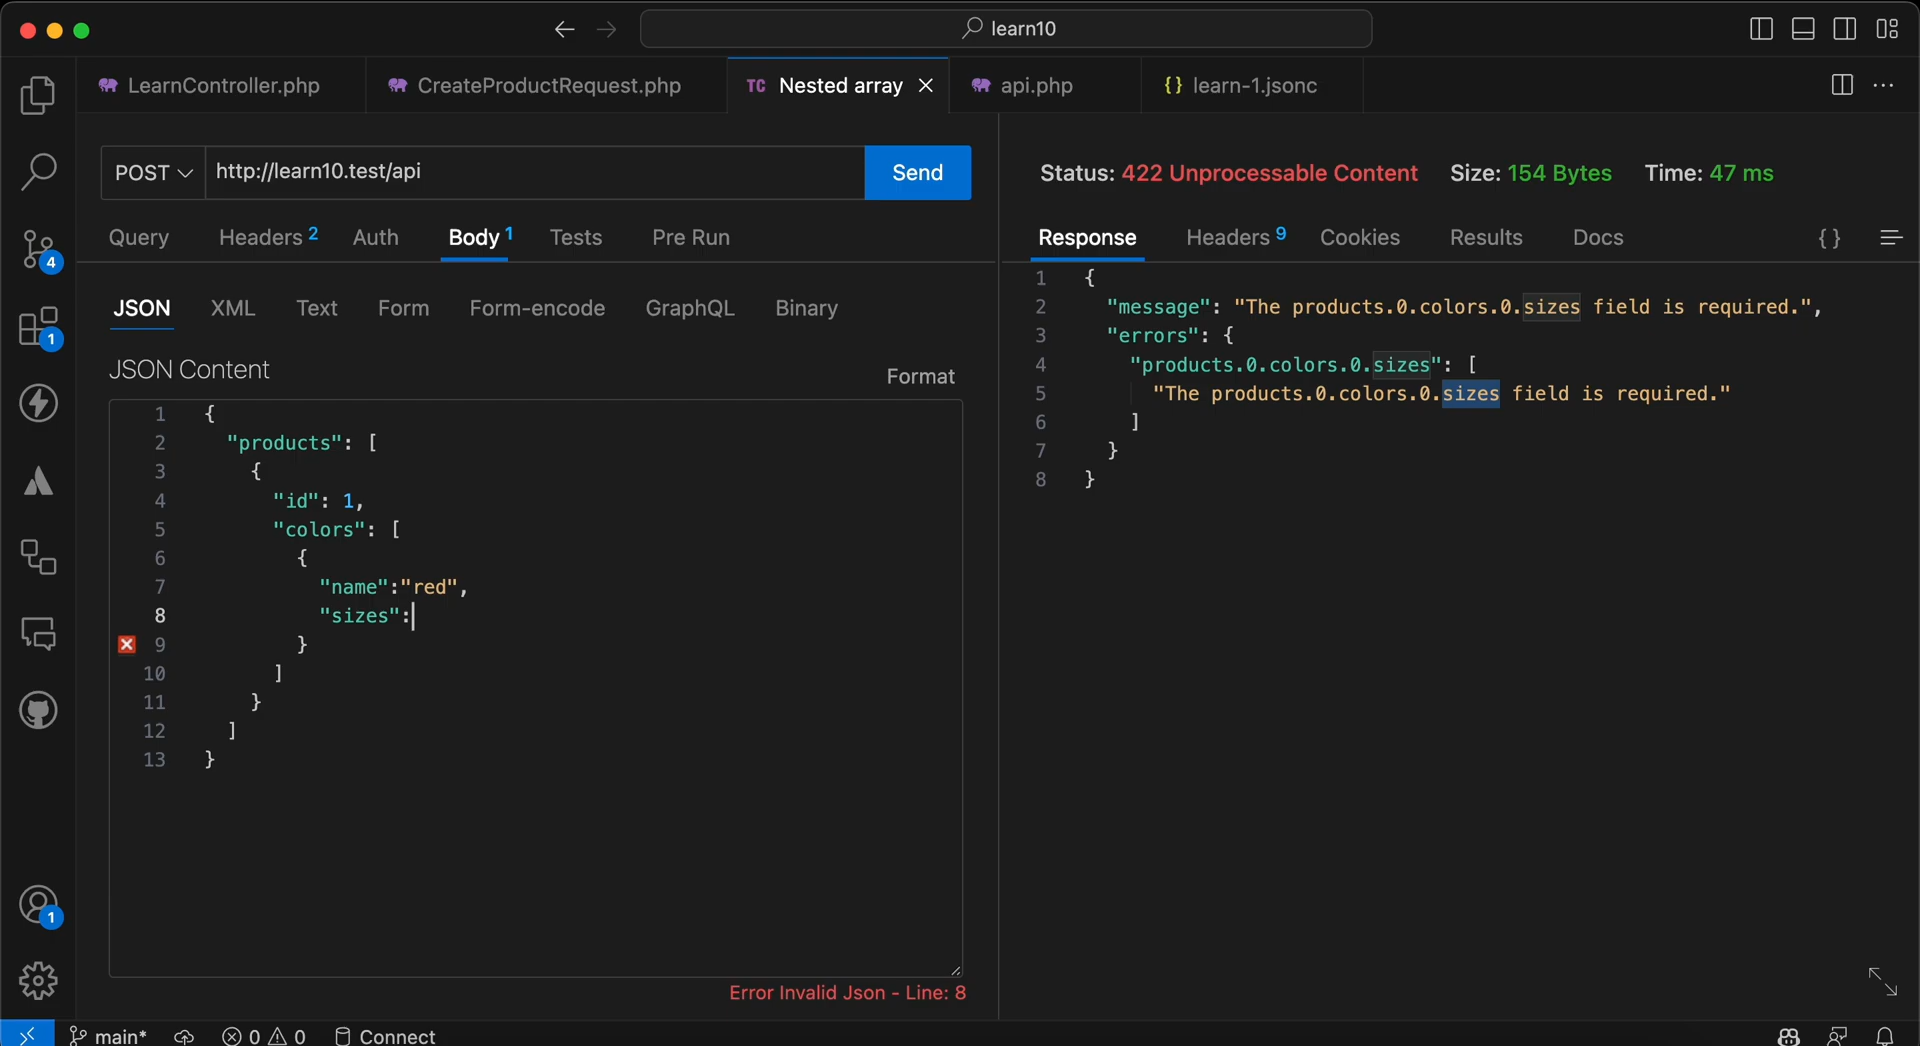 learn10
LearnController.php
CreateProductRequest.php
TC Nested array
api.php
{} learn-1.jsonc
POST http://learn10.test/api Send
Query Headers 2 Auth Body 1 Tests Pre Run
JSON XML Text Form Form-encode GraphQL Binary
JSON Content
Format
1 {
2 "products": [
3 {
4 "id": 1,
5 "colors": [
6 {
7 "name":"red",
8 "sizes":
9 }
10 ]
11 }
12 ]
13 }
Error Invalid Json - Line: 8
Status: 422 Unprocessable Content Size: 154 Bytes Time: 47 ms
Response Headers 9 Cookies Results Docs {}
1 {
2 "message": "The products.0.colors.0.sizes field is required.",
3 "errors": {
4 "products.0.colors.0.sizes": [
5 "The products.0.colors.0.sizes field is required."
6 ]
7 }
8 }
4
1
1
main* 0 0 Connect